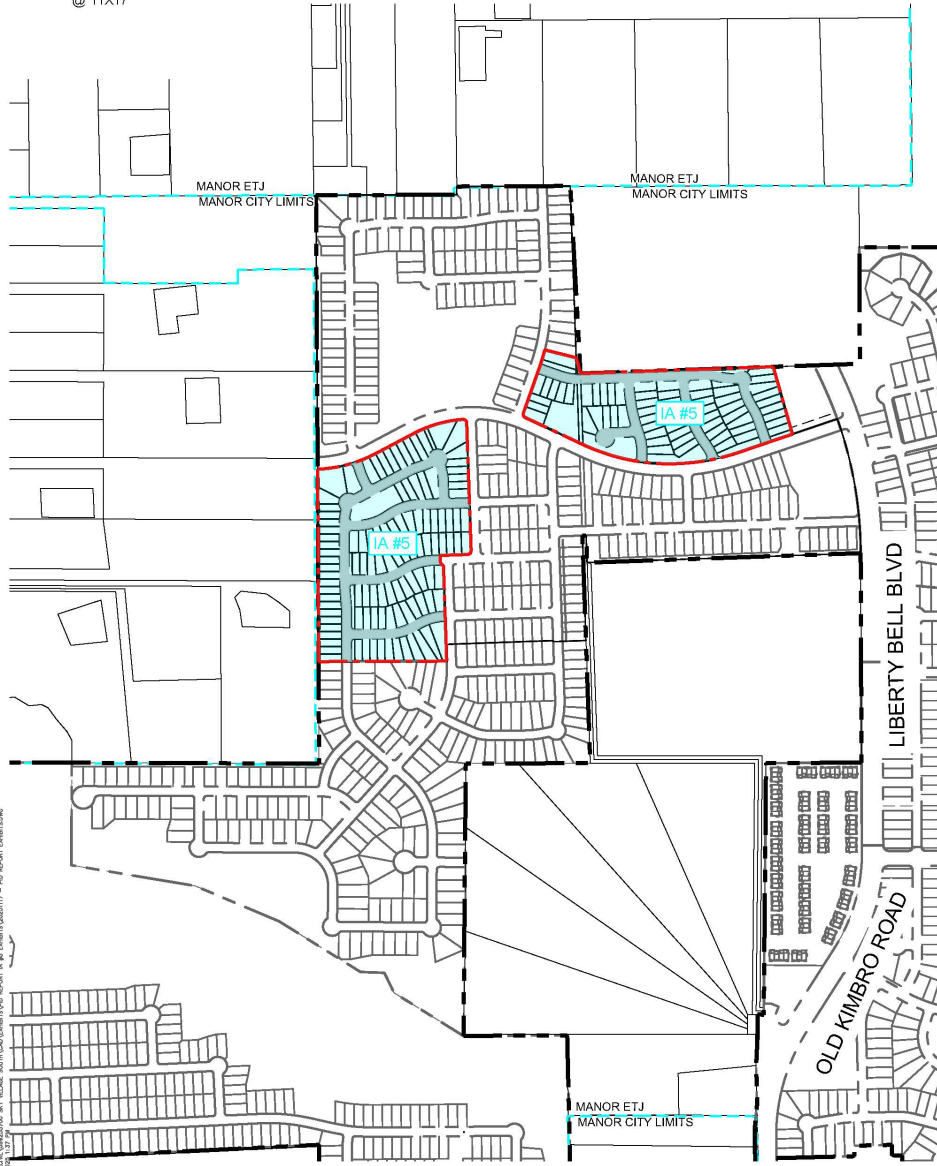 @ 11X17
MANOR ETJ
MANOR CITY LIMITS
MANOR ETJ
MANOR CITY LIMITS
IA #5
IA #5
LIBERTY BELL BLVD
OLD KIMBRO ROAD
MANOR ETJ
MANOR CITY LIMITS